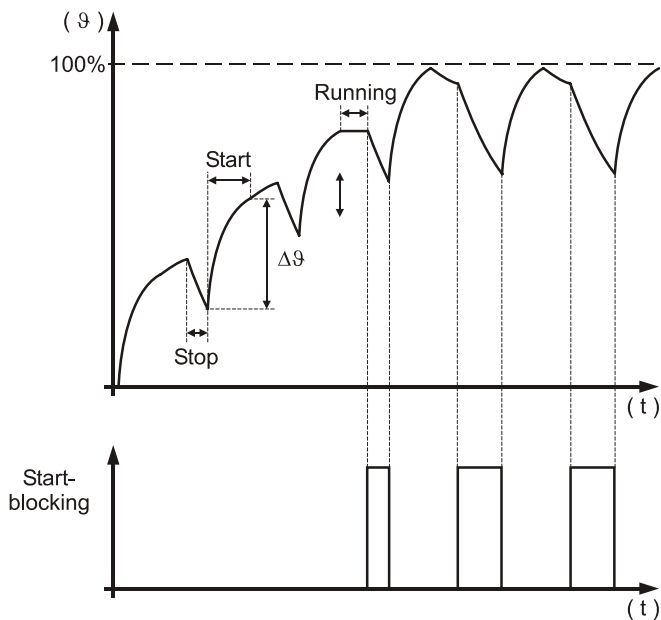 (ϑ)
100%
Running
Start
Δϑ
Stop
(t)
Start-
blocking
(t)